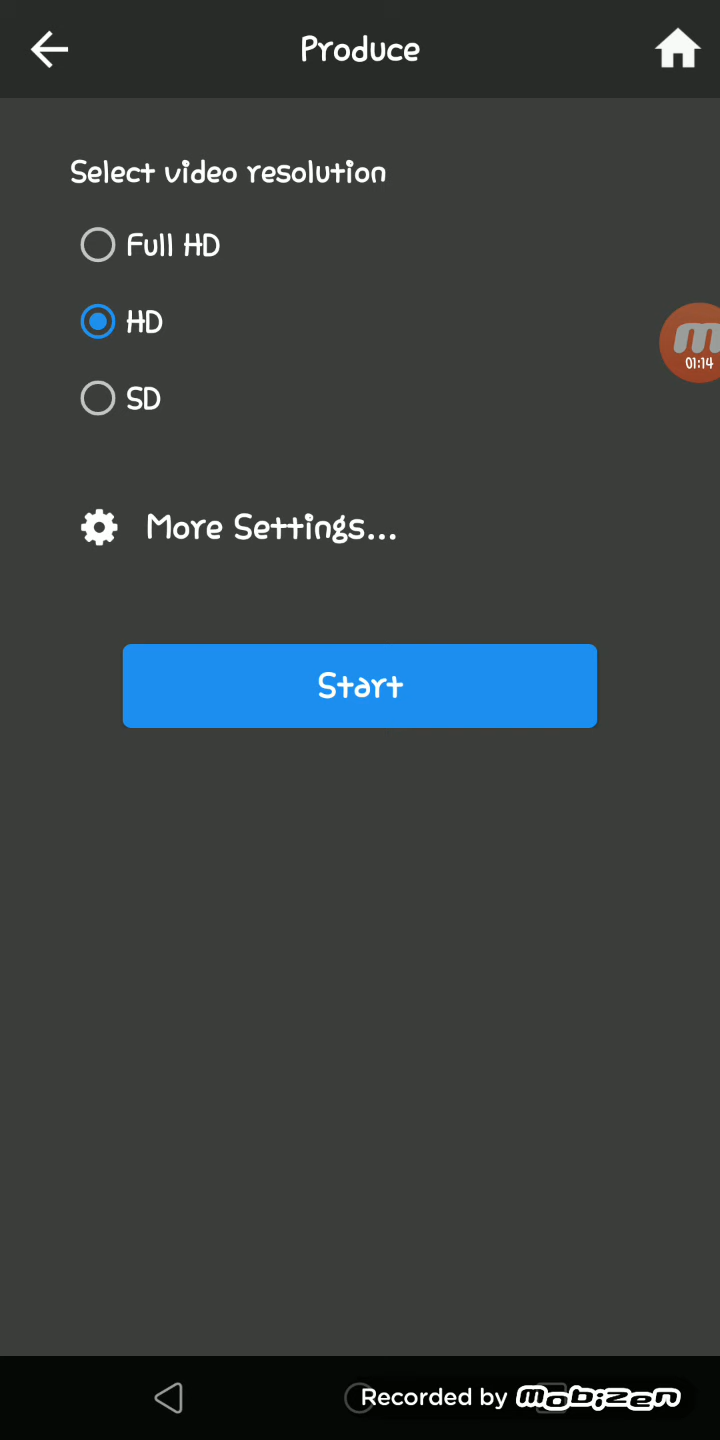 Produce
Select video resolution
Full HD
HD
01:14
SD
More Settings...
Start
Recorded by mobizen